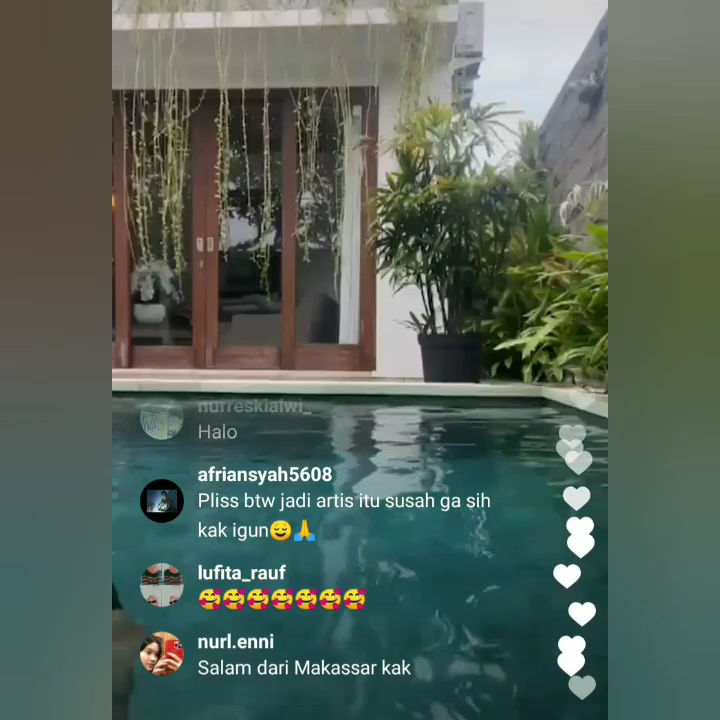 nurreskialwi_
Halo
afriansyah5608
Pliss btw jadi artis itu susah ga sih
kak igun😌🙏
lufita_rauf
🥰🥰🥰🥰🥰🥰🥰
nurl.enni
Salam dari Makassar kak